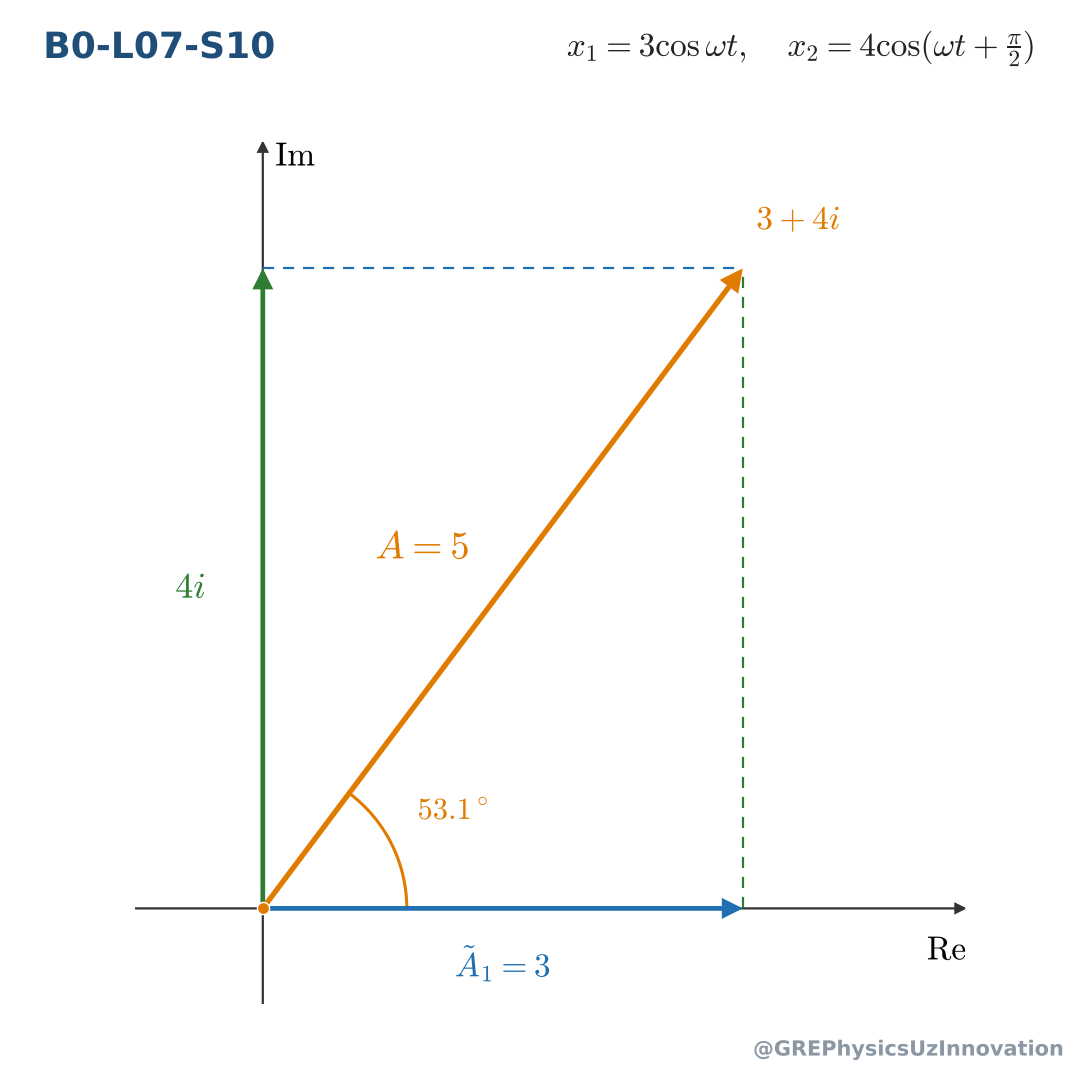 B0-L07-S10
x₁ = 3cos ωt, x₂ = 4cos(ωt + π/2)
Im
3 + 4i
A = 5
4i
53.1°
Re
Ã₁ = 3
@GREPhysicsUzInnovation